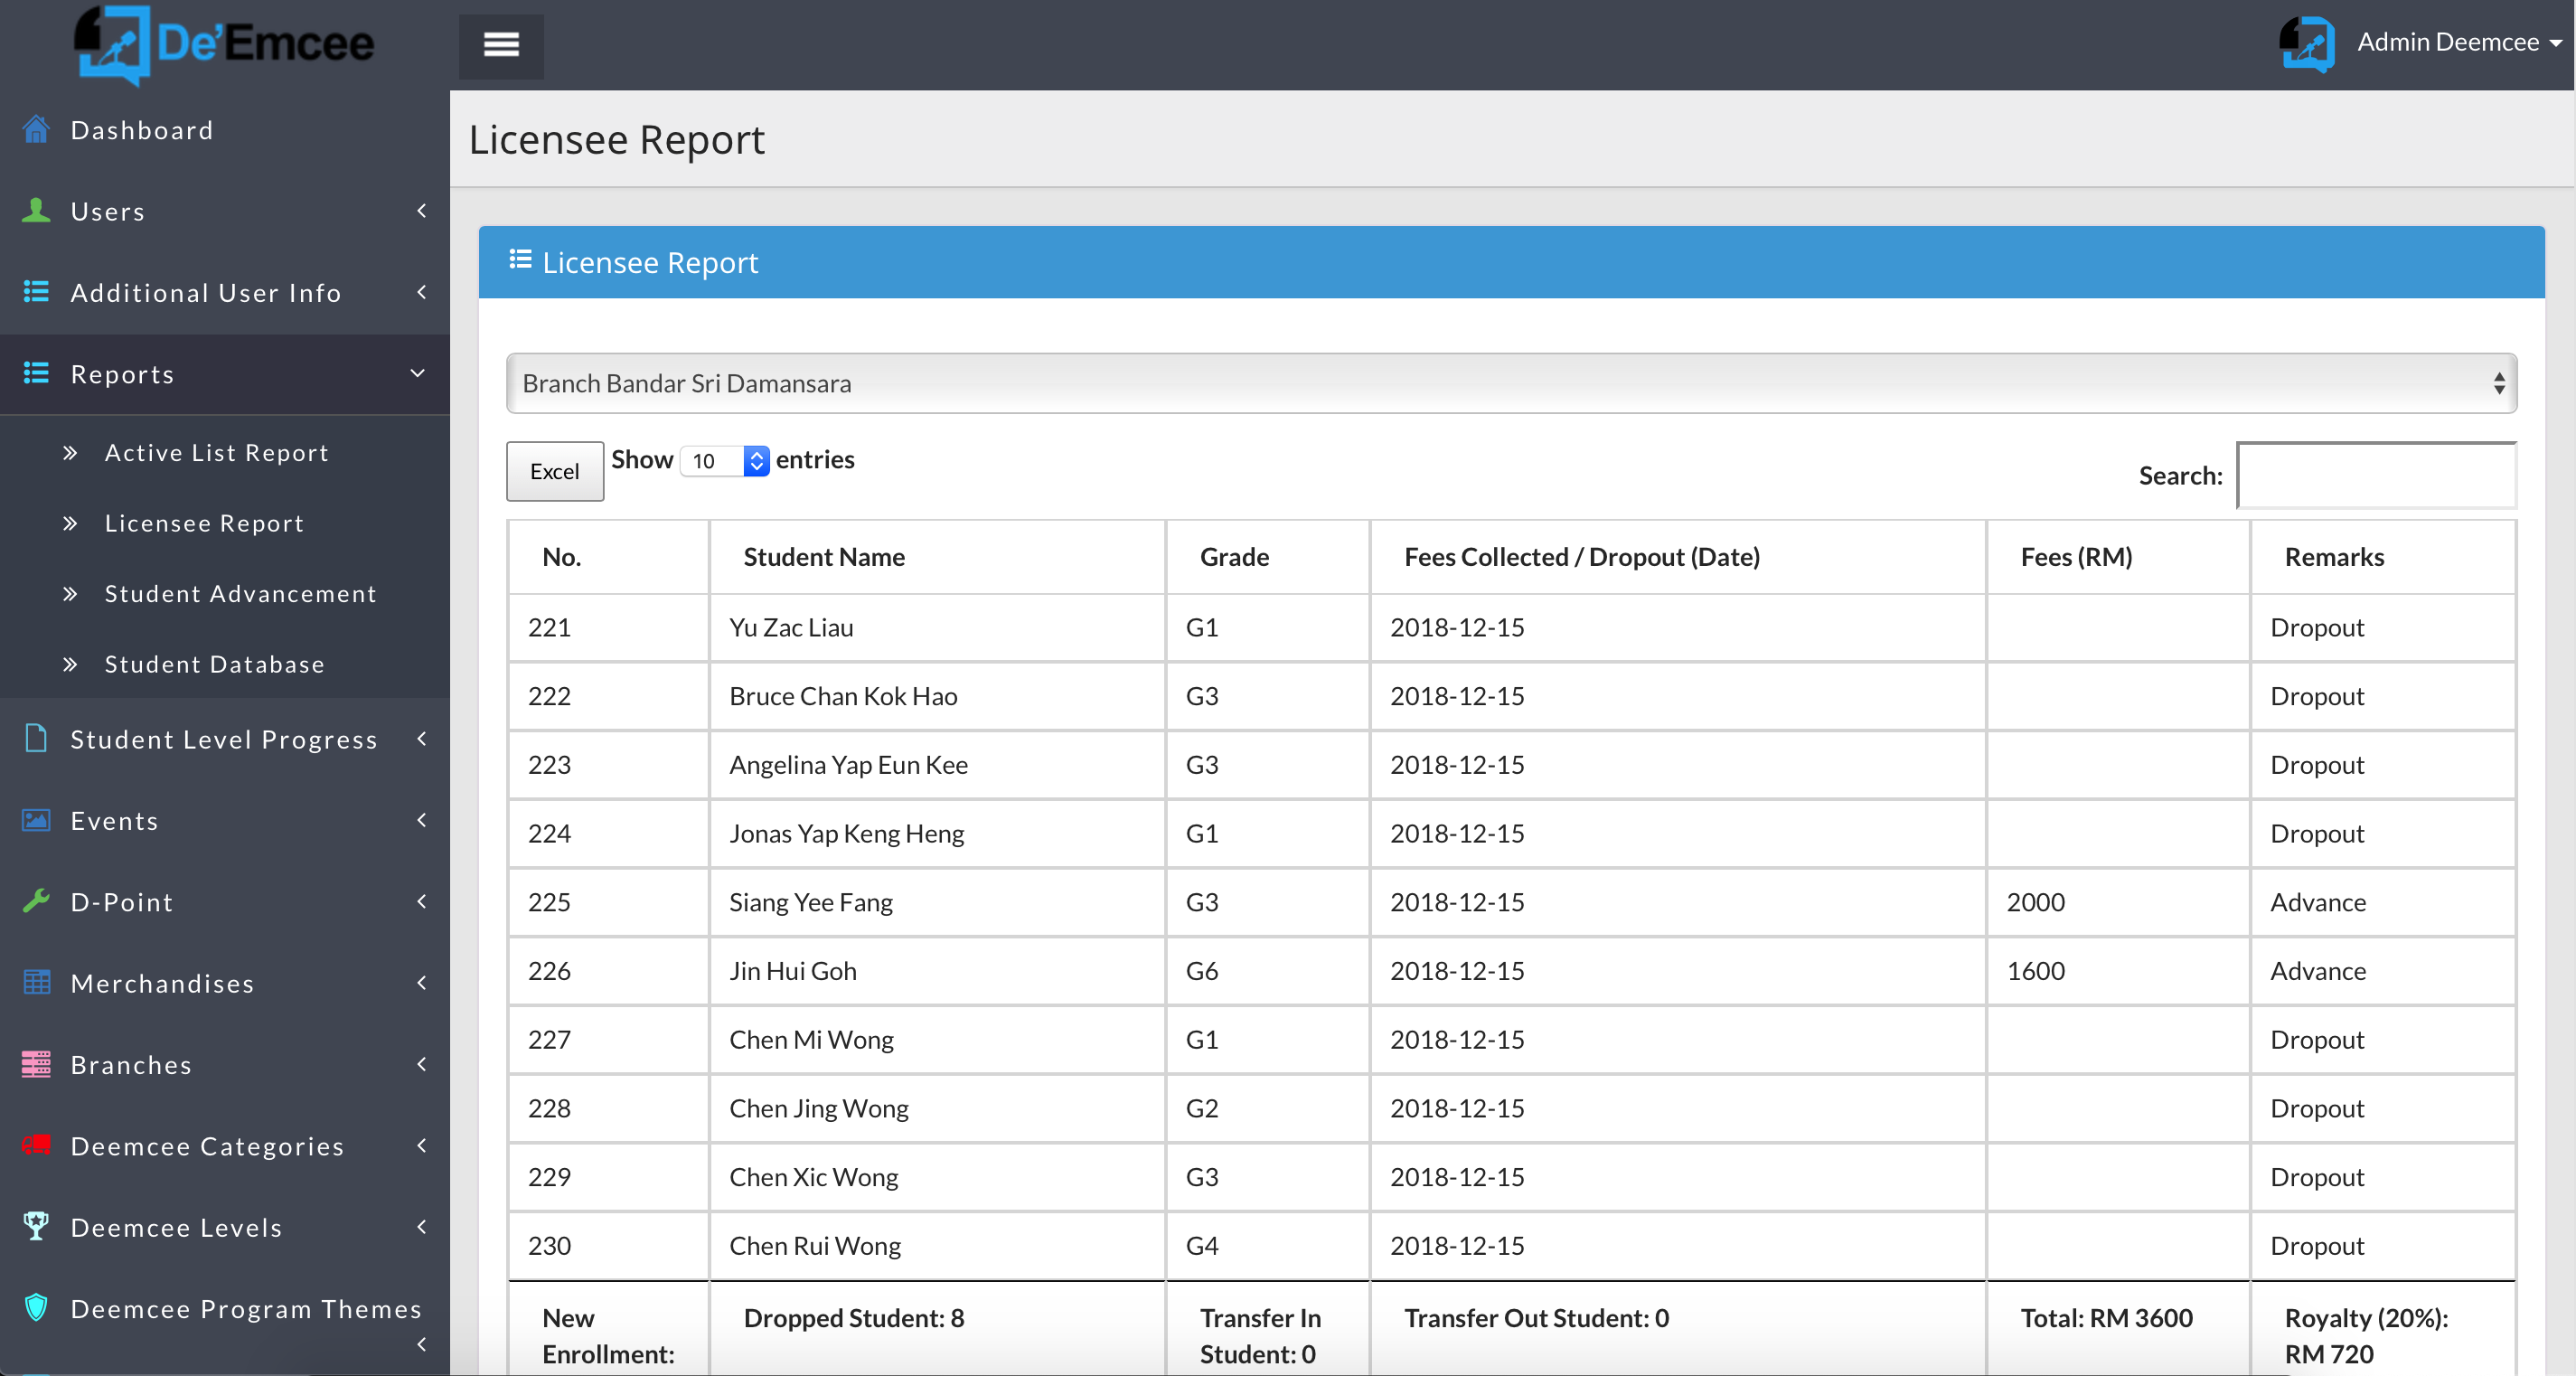 De'Emcee
Admin Deemcee
Dashboard
Users
Additional User Info
Reports
Active List Report
Licensee Report
Student Advancement
Student Database
Student Level Progress
Events
D-Point
Merchandises
Branches
Deemcee Categories
Deemcee Levels
Deemcee Program Themes
Licensee Report
Licensee Report
Branch Bandar Sri Damansara
Excel Show 10 entries
Search:
No. Student Name Grade Fees Collected / Dropout (Date) Fees (RM) Remarks
221 Yu Zac Liau G1 2018-12-15 Dropout
222 Bruce Chan Kok Hao G3 2018-12-15 Dropout
223 Angelina Yap Eun Kee G3 2018-12-15 Dropout
224 Jonas Yap Keng Heng G1 2018-12-15 Dropout
225 Siang Yee Fang G3 2018-12-15 2000 Advance
226 Jin Hui Goh G6 2018-12-15 1600 Advance
227 Chen Mi Wong G1 2018-12-15 Dropout
228 Chen Jing Wong G2 2018-12-15 Dropout
229 Chen Xic Wong G3 2018-12-15 Dropout
230 Chen Rui Wong G4 2018-12-15 Dropout
New Dropped Student: 8 Transfer In Transfer Out Student: 0 Total: RM 3600 Royalty (20%):
Enrollment: Student: 0 RM 720